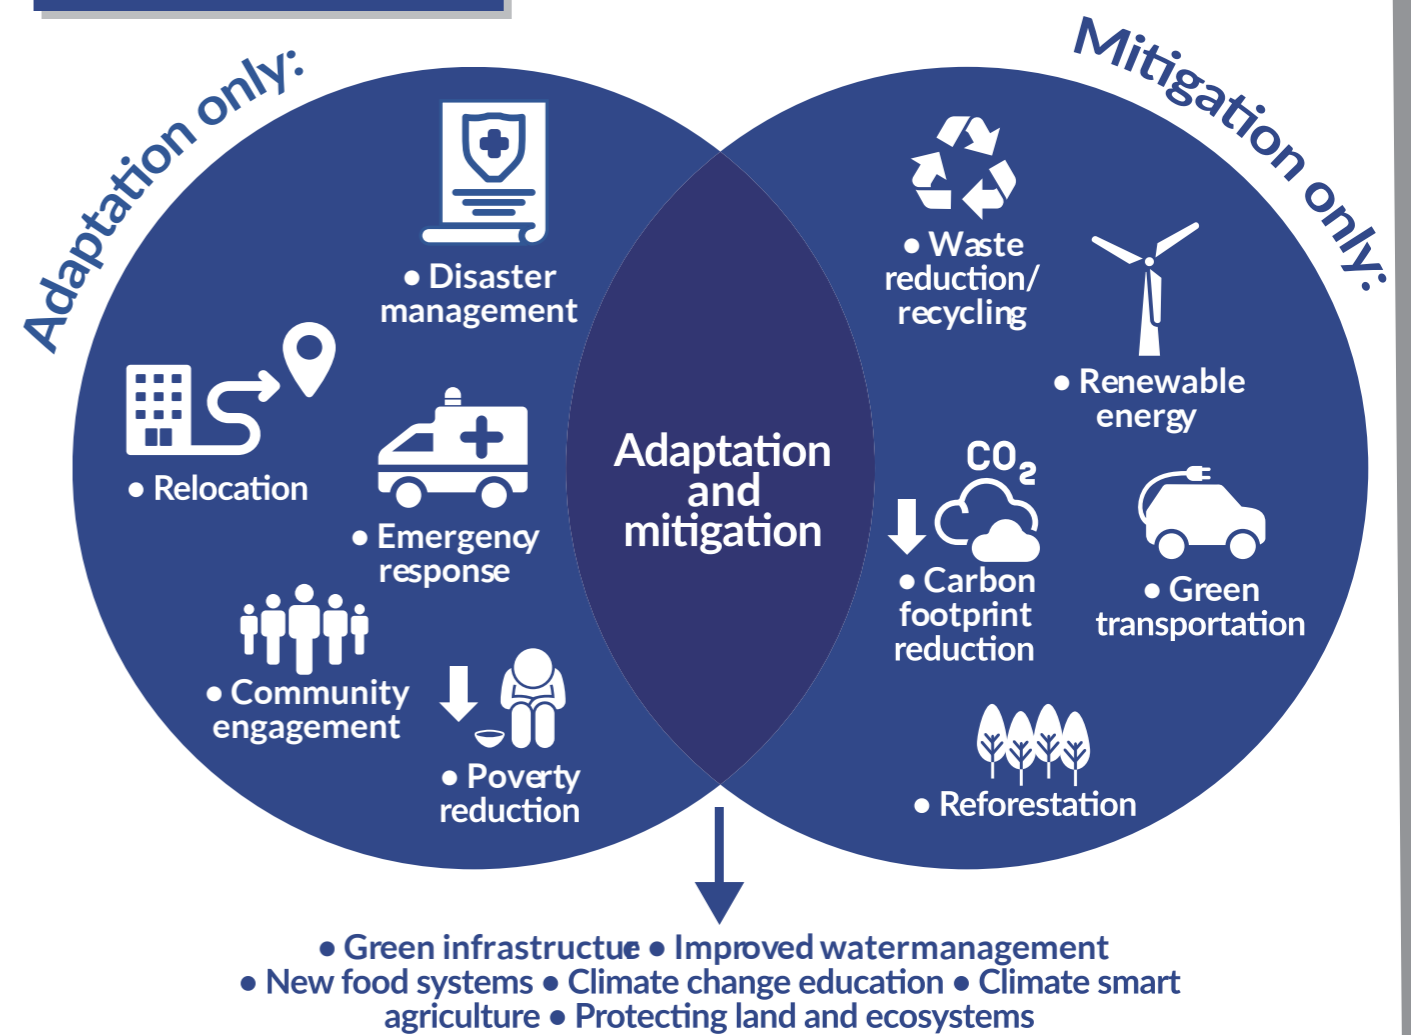 Adaptation only:
Mitigation only:
• Disaster
management
• Relocation
• Emergency
response
• Community
engagement
• Poverty
reduction
Adaptation
and
mitigation
• Waste
reduction/
recycling
• Renewable
energy
CO2
• Carbon
footprint
reduction
• Green
transportation
• Reforestation
• Green infrastructure • Improved watermanagement
• New food systems • Climate change education • Climate smart
agriculture • Protecting land and ecosystems